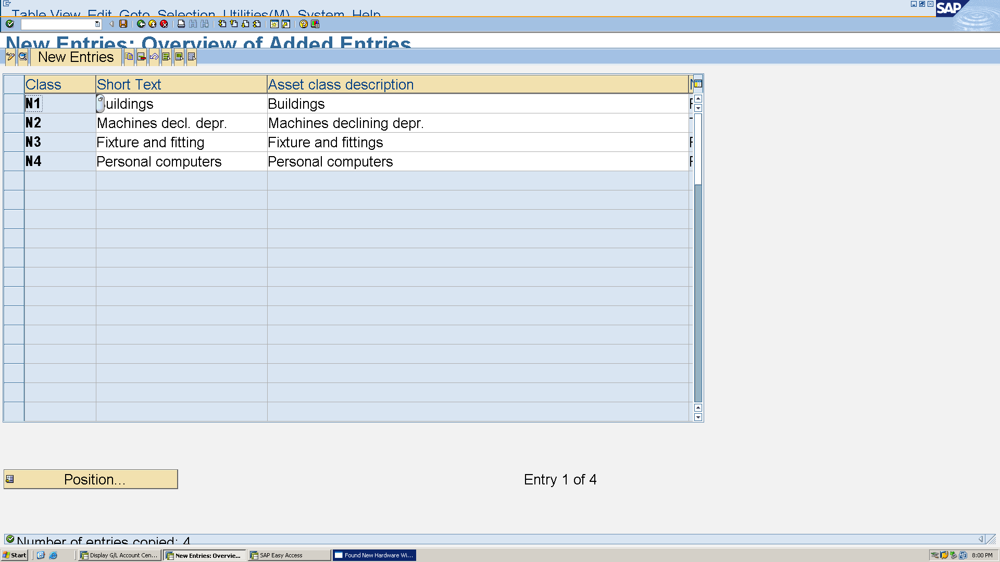 Table View Edit Goto Selection Utilities(M) System Help
SAP
New Entries: Overview of Added Entries
New Entries
Class Short Text Asset class description
N1 uildings Buildings
N2 Machines decl. depr. Machines declining depr.
N3 Fixture and fitting Fixture and fittings
N4 Personal computers Personal computers
Position... Entry 1 of 4
Number of entries copied: 4
Start Display G/L Account Cen... New Entries: Overvie... SAP Easy Access Found New Hardware Wi... 8:00 PM